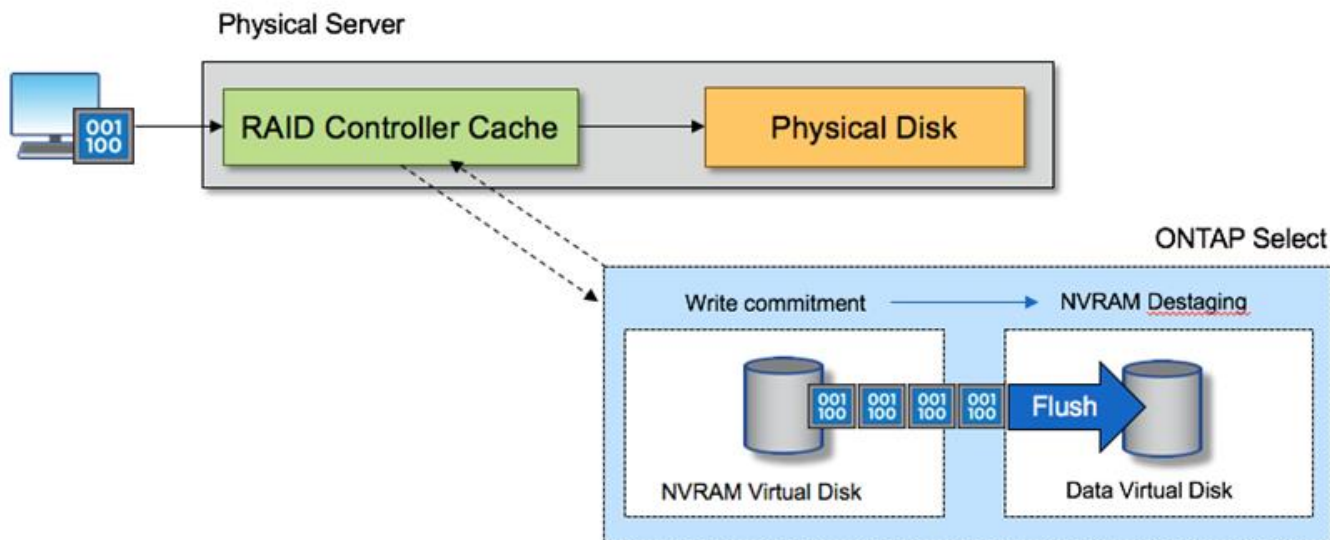 Physical Server
001
100
RAID Controller Cache
Physical Disk
ONTAP Select
Write commitment
NVRAM Destaging
001
100
001
100
001
100
001
100
Flush
NVRAM Virtual Disk
Data Virtual Disk